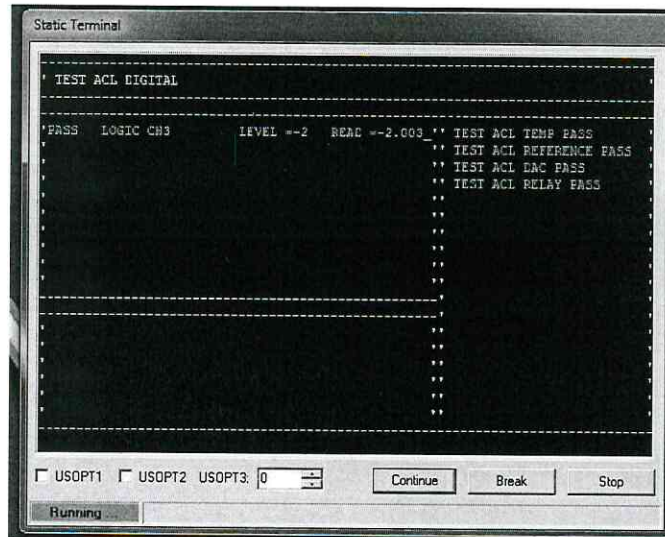 Static Terminal
TEST ACL DIGITAL
PASS LOGIC CH3 LEVEL =-2 READ =-2.003_
TEST ACL TEMP PASS
TEST ACL REFERENCE PASS
TEST ACL DAC PASS
TEST ACL RELAY PASS
USOPT1 USOPT2 USOPT3: 0 Continue Break Stop
Running ...